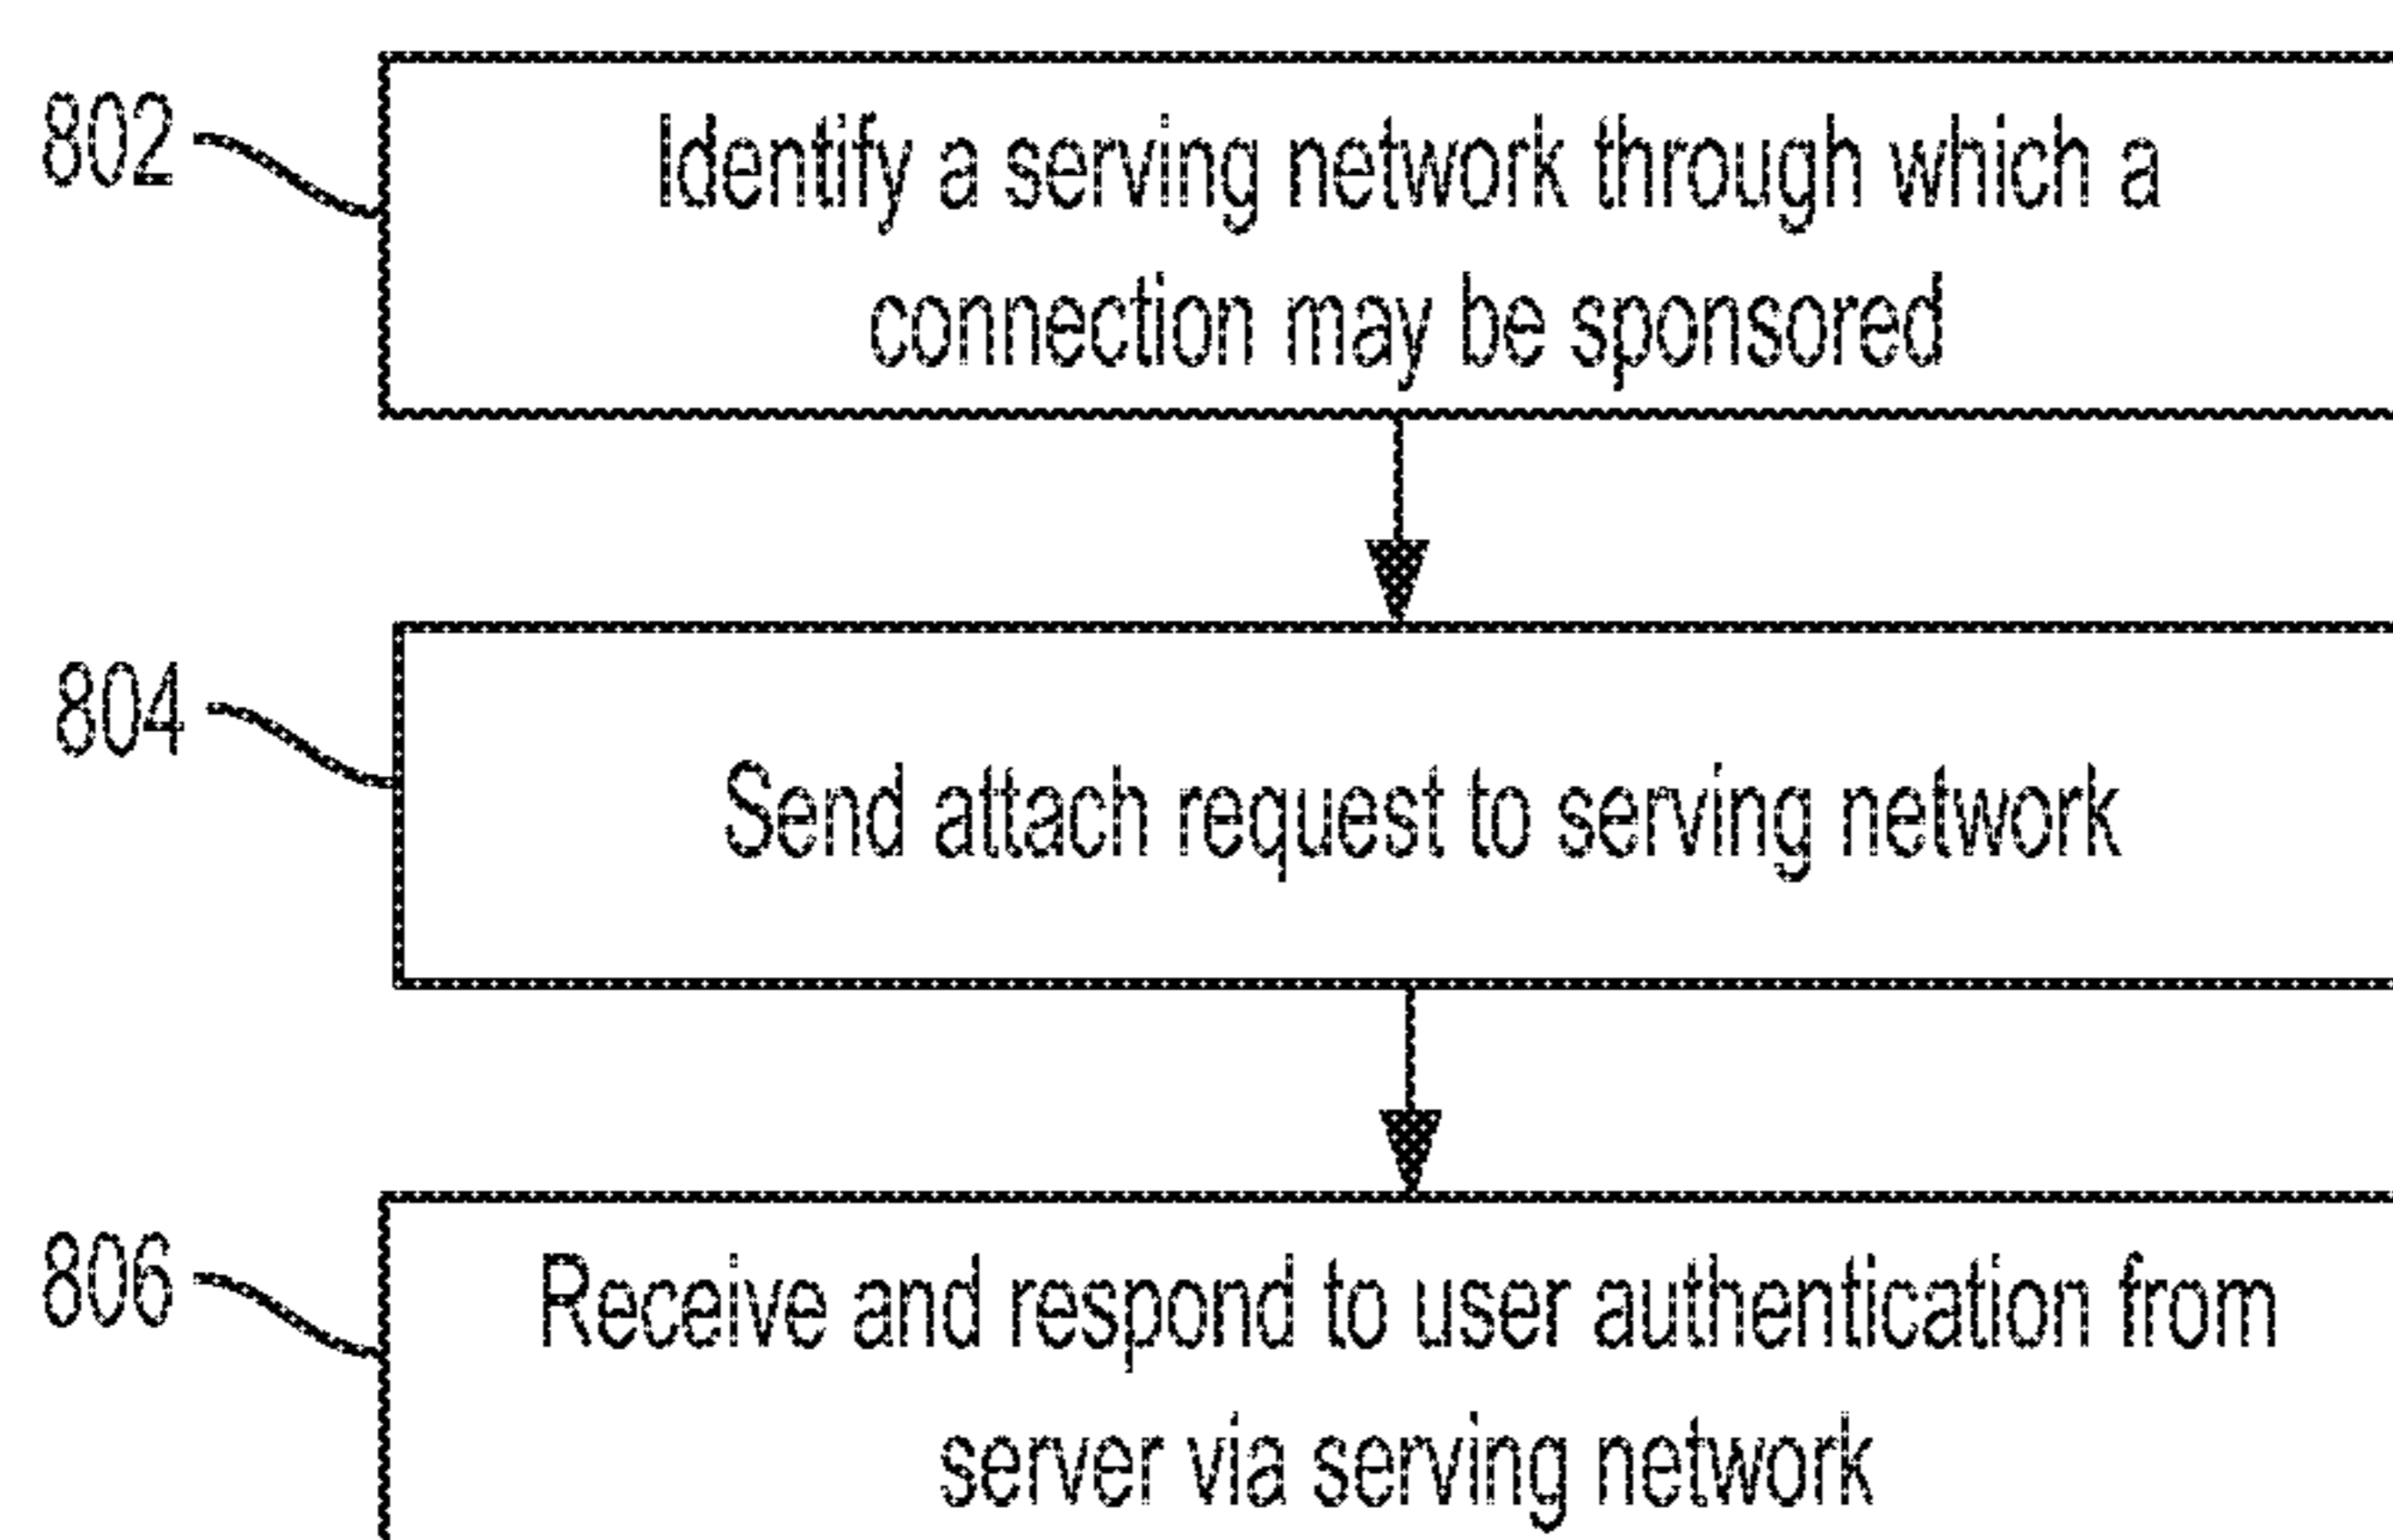 802
Identify a serving network through which a
connection may be sponsored
804
Send attach request to serving network
806
Receive and respond to user authentication from
server via serving network